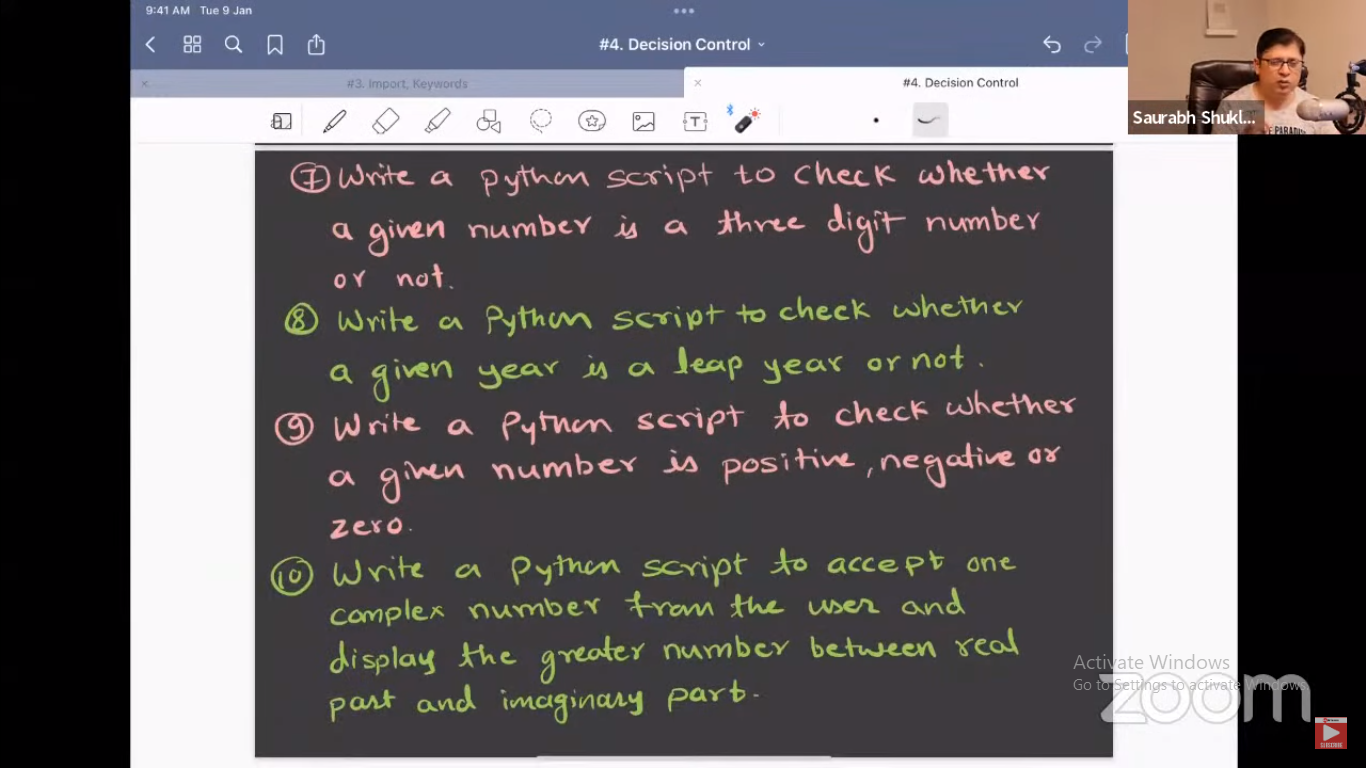 9:41 AM Tue 9 Jan
#4. Decision Control
#3. Import, Keywords
#4. Decision Control
T
Saurabh Shukl...
7 Write a python script to check whether
a given number is a three digit number
or not.
8 Write a Python script to check whether
a given year is a leap year or not.
9 Write a Python script to check whether
a given number is positive, negative or
zero.
10 Write a Python script to accept one
complex number from the user and
display the greater number between real
part and imaginary part.
Activate Windows
Go to Settings to activate Windows.
zoom
SUBSCRIBE